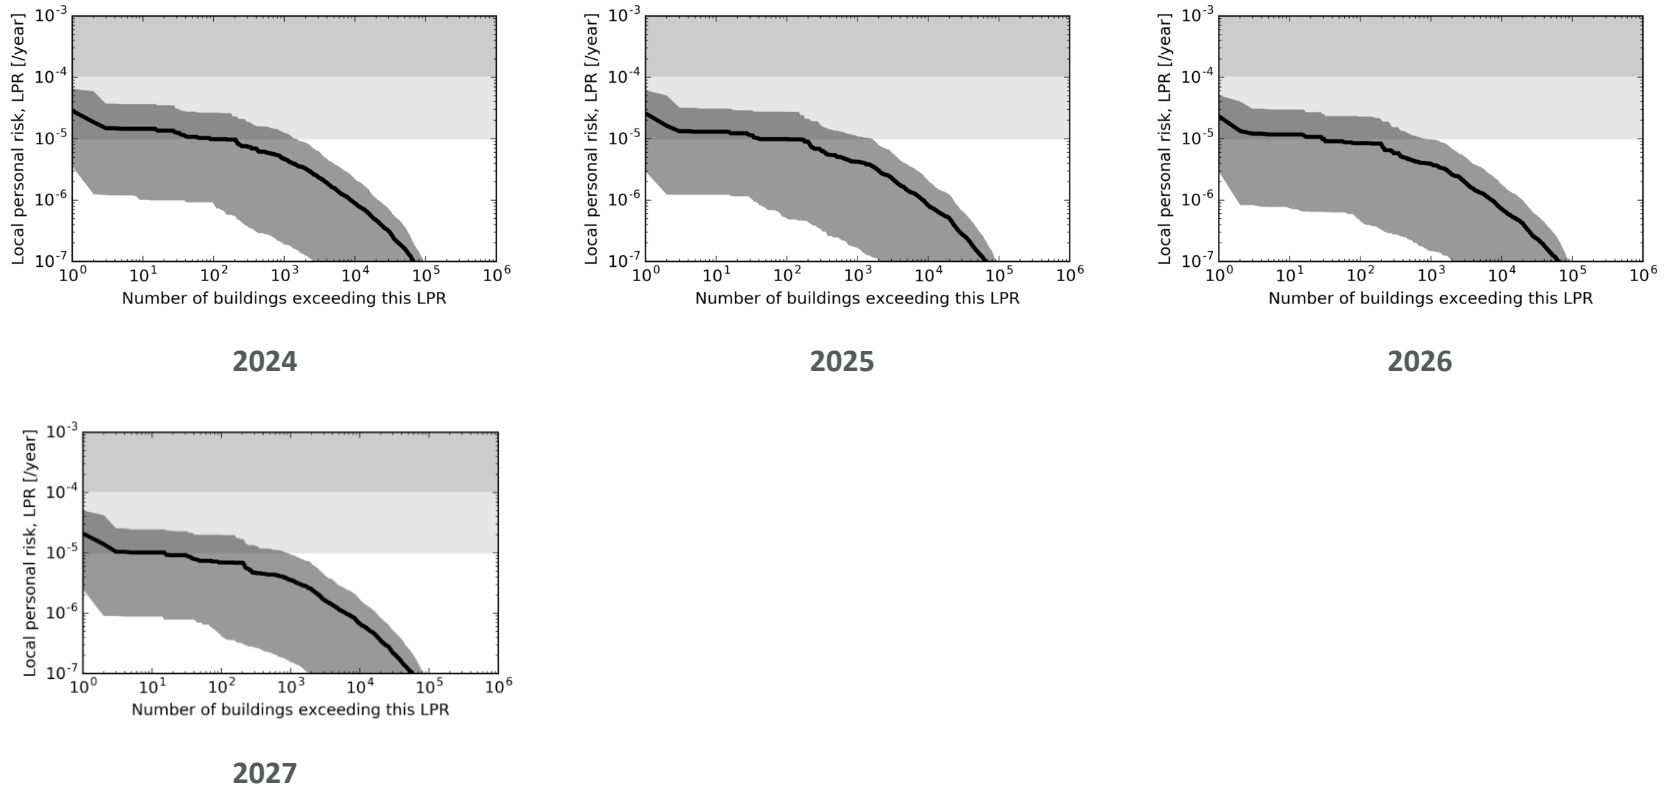 Local personal risk, LPR [/year]
10^-3
10^-4
10^-5
10^-6
10^-7
10^0 10^1 10^2 10^3 10^4 10^5 10^6
Number of buildings exceeding this LPR
2024
Local personal risk, LPR [/year]
10^-3
10^-4
10^-5
10^-6
10^-7
10^0 10^1 10^2 10^3 10^4 10^5 10^6
Number of buildings exceeding this LPR
2025
Local personal risk, LPR [/year]
10^-3
10^-4
10^-5
10^-6
10^-7
10^0 10^1 10^2 10^3 10^4 10^5 10^6
Number of buildings exceeding this LPR
2026
Local personal risk, LPR [/year]
10^-3
10^-4
10^-5
10^-6
10^-7
10^0 10^1 10^2 10^3 10^4 10^5 10^6
Number of buildings exceeding this LPR
2027